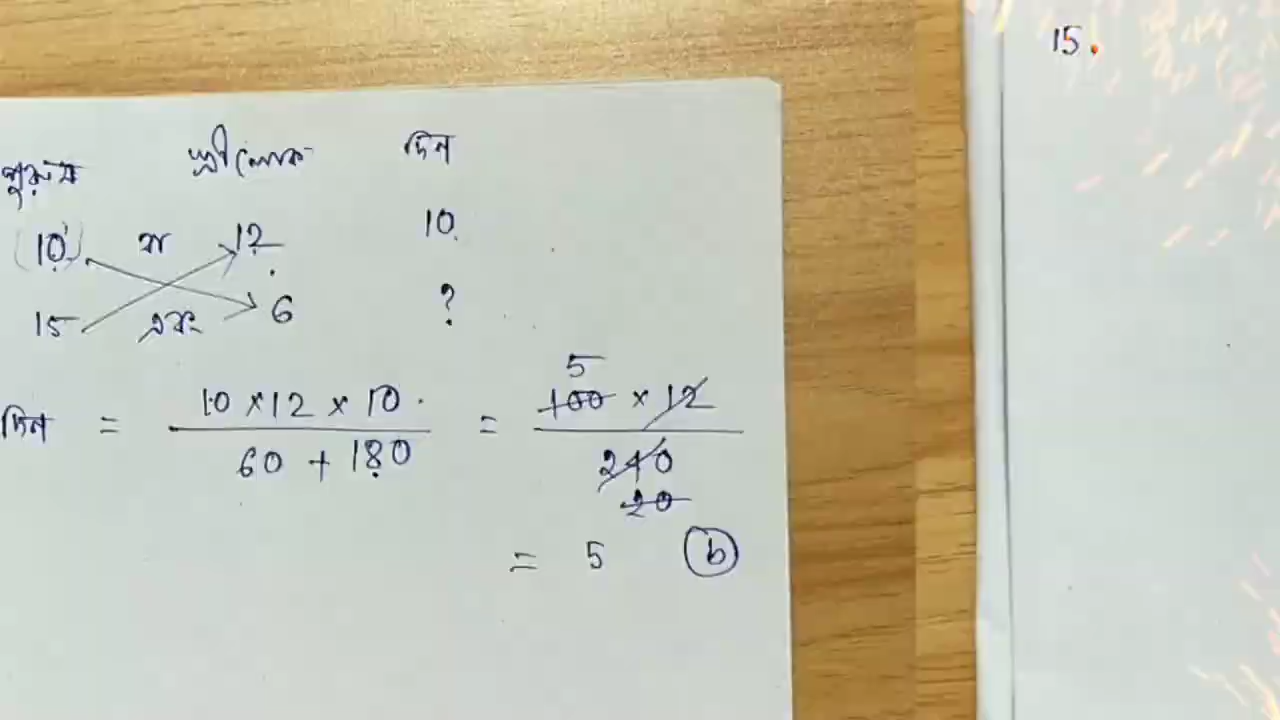 পুরুষ স্ত্রীলোক দিন
(10) বা 12 10
15 এবং 6 ?
দিন = 10 × 12 × 10 / 60 + 180 = 5 100 × 12 / 240 20
= 5 (b)
15.